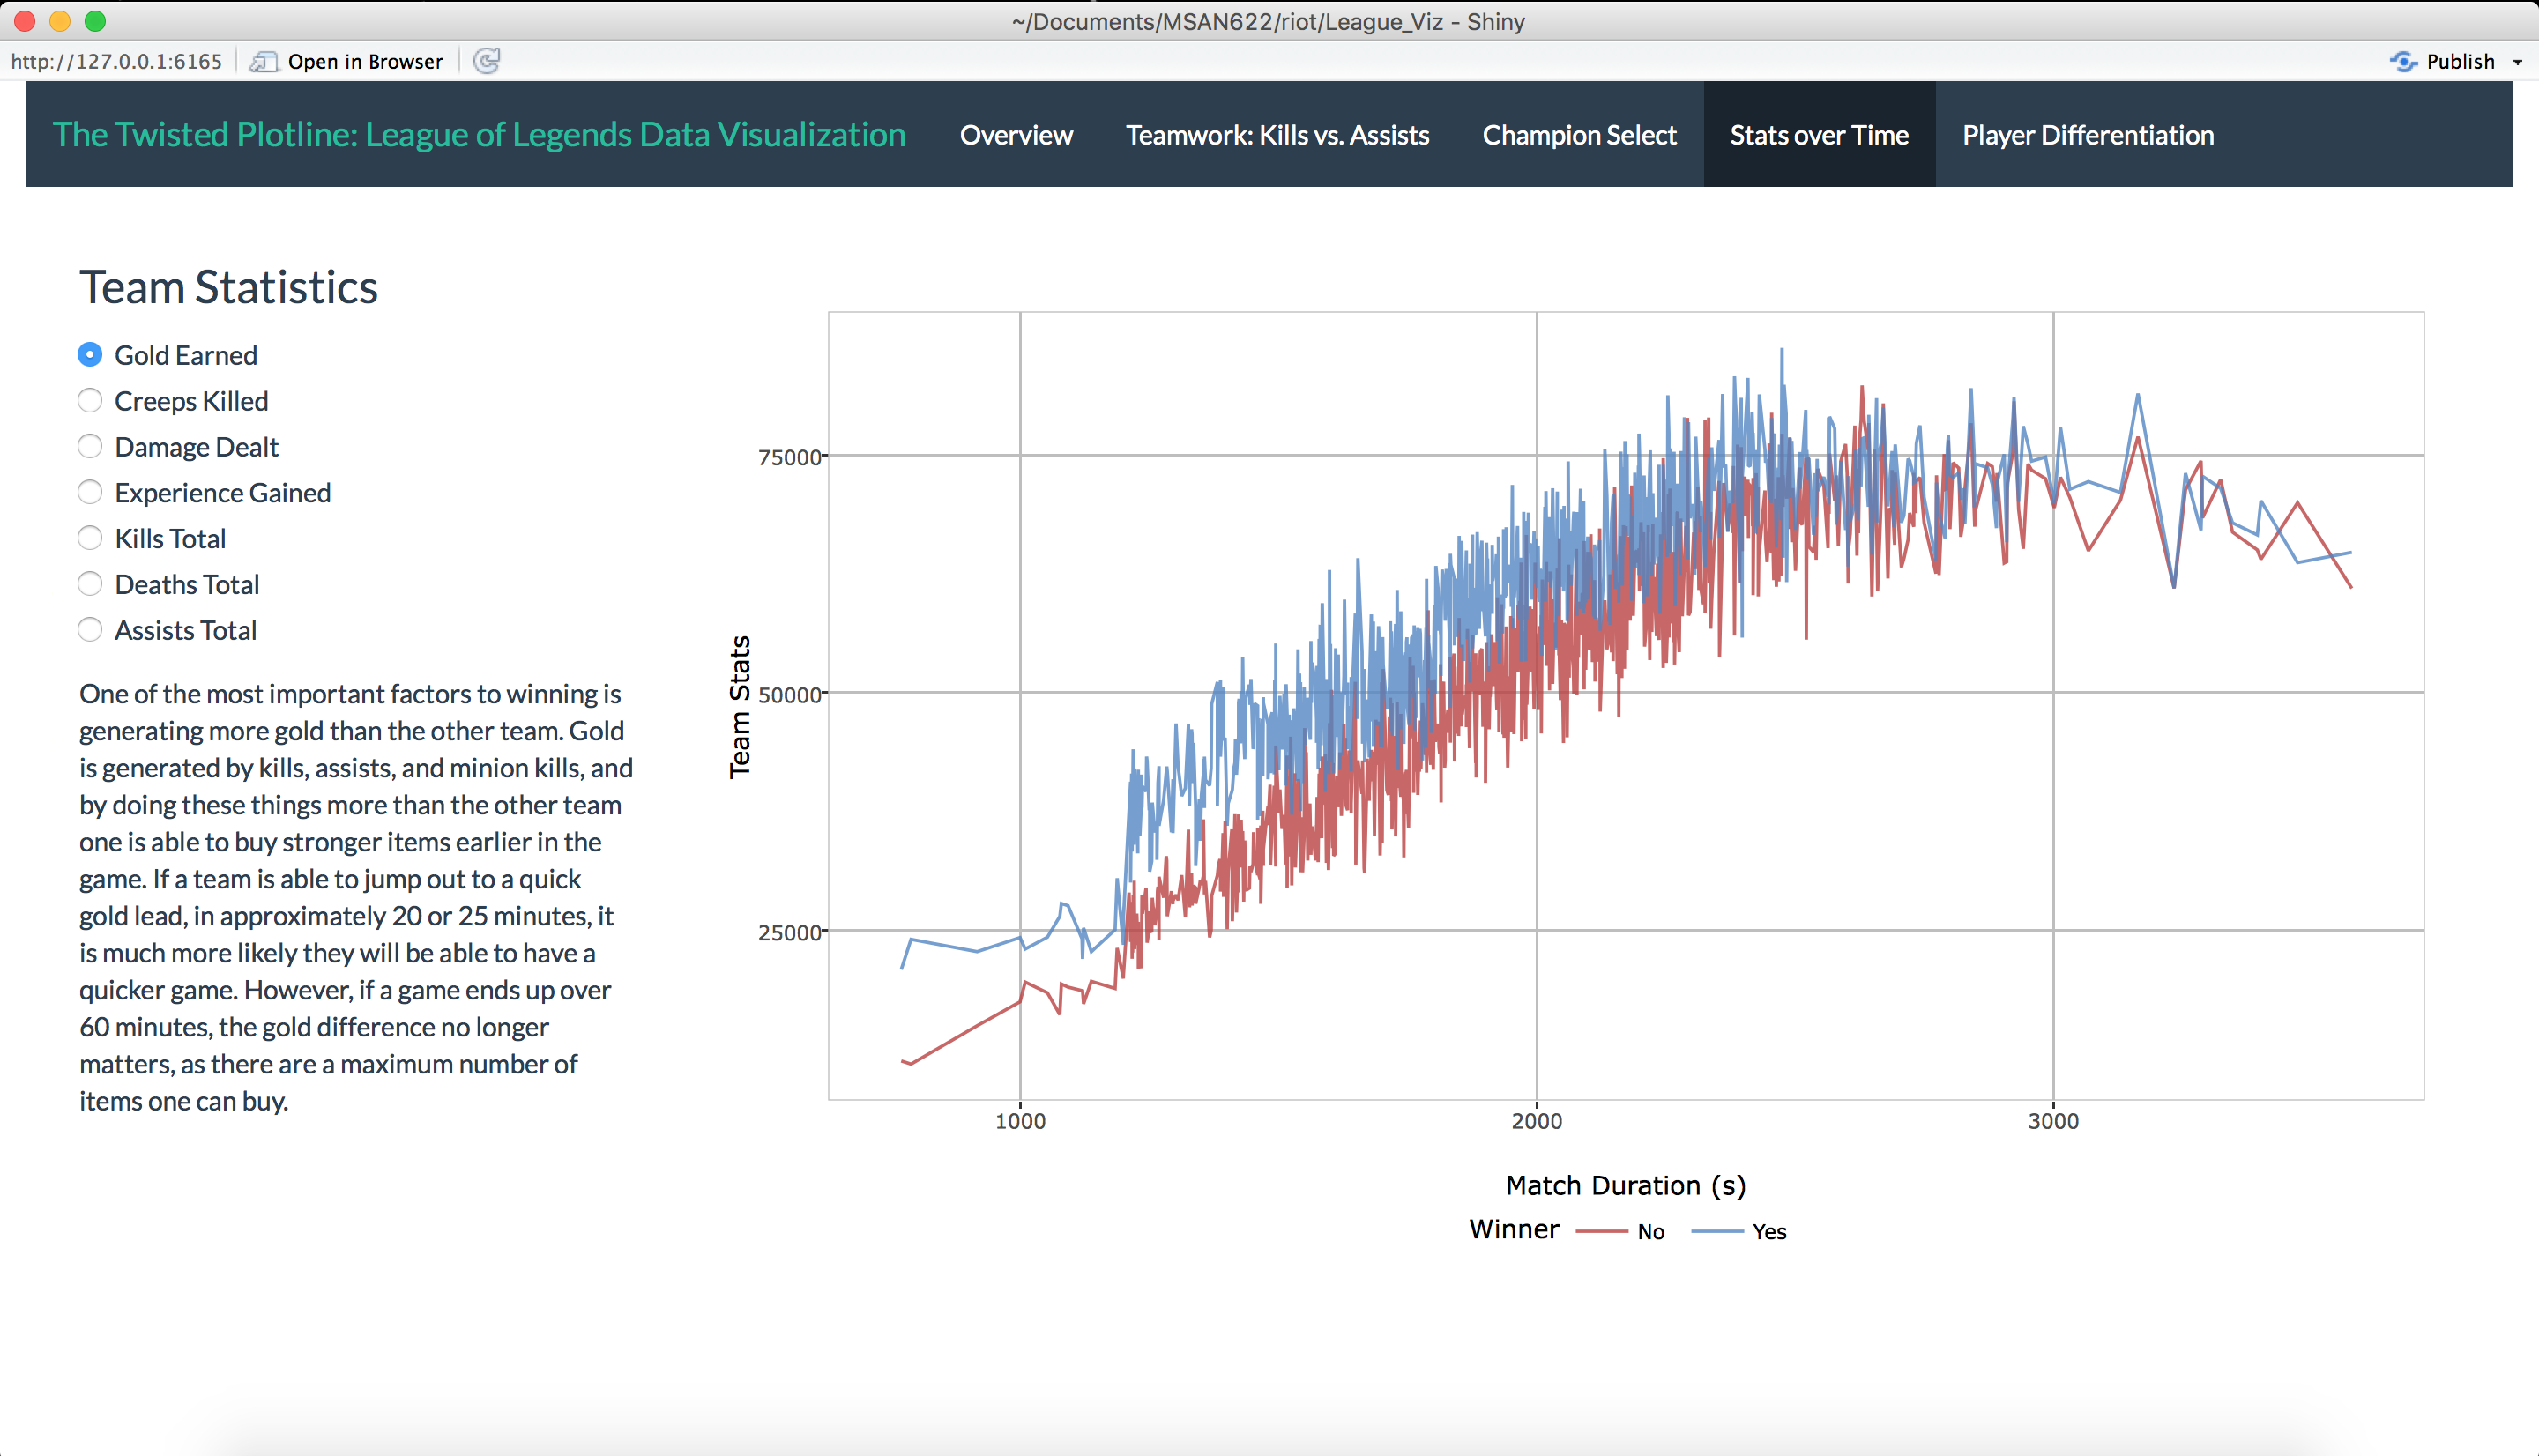 ~/Documents/MSAN622/riot/League_Viz - Shiny
http://127.0.0.1:6165 Open in Browser Publish
The Twisted Plotline: League of Legends Data Visualization Overview Teamwork: Kills vs. Assists Champion Select Stats over Time Player Differentiation
Team Statistics
Gold Earned
Creeps Killed
Damage Dealt
Experience Gained
Kills Total
Deaths Total
Assists Total
One of the most important factors to winning is
generating more gold than the other team. Gold
is generated by kills, assists, and minion kills, and
by doing these things more than the other team
one is able to buy stronger items earlier in the
game. If a team is able to jump out to a quick
gold lead, in approximately 20 or 25 minutes, it
is much more likely they will be able to have a
quicker game. However, if a game ends up over
60 minutes, the gold difference no longer
matters, as there are a maximum number of
items one can buy.
Team Stats
75000
50000
25000
1000 2000 3000
Match Duration (s)
Winner No Yes